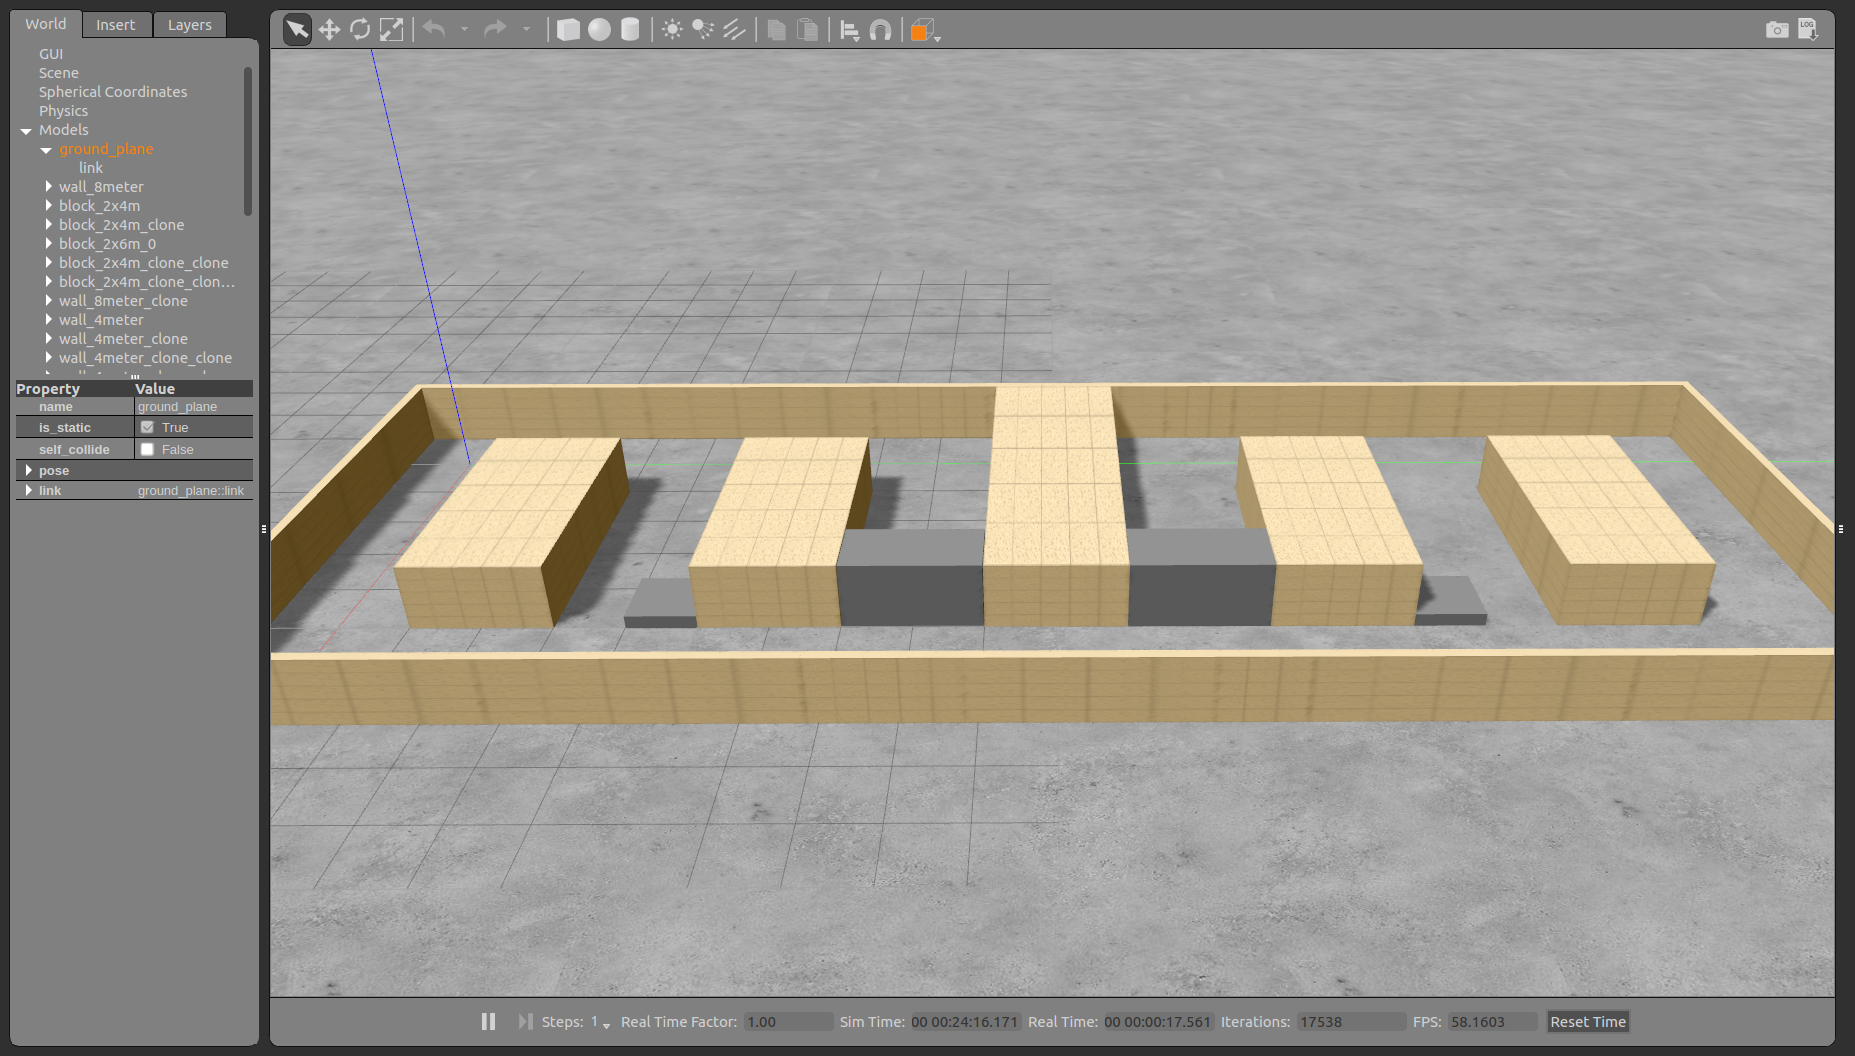 World Insert Layers
GUI
Scene
Spherical Coordinates
Physics
Models
ground_plane
link
wall_8meter
block_2x4m
block_2x4m_clone
block_2x6m_0
block_2x4m_clone_clone
block_2x4m_clone_clon...
wall_8meter_clone
wall_4meter
wall_4meter_clone
wall_4meter_clone_clone
Property Value
name ground_plane
is_static True
self_collide False
pose
link ground_plane::link
LOG
Steps: 1 Real Time Factor: 1.00 Sim Time: 00 00:24:16.171 Real Time: 00 00:00:17.561 Iterations: 17538 FPS: 58.1603 Reset Time